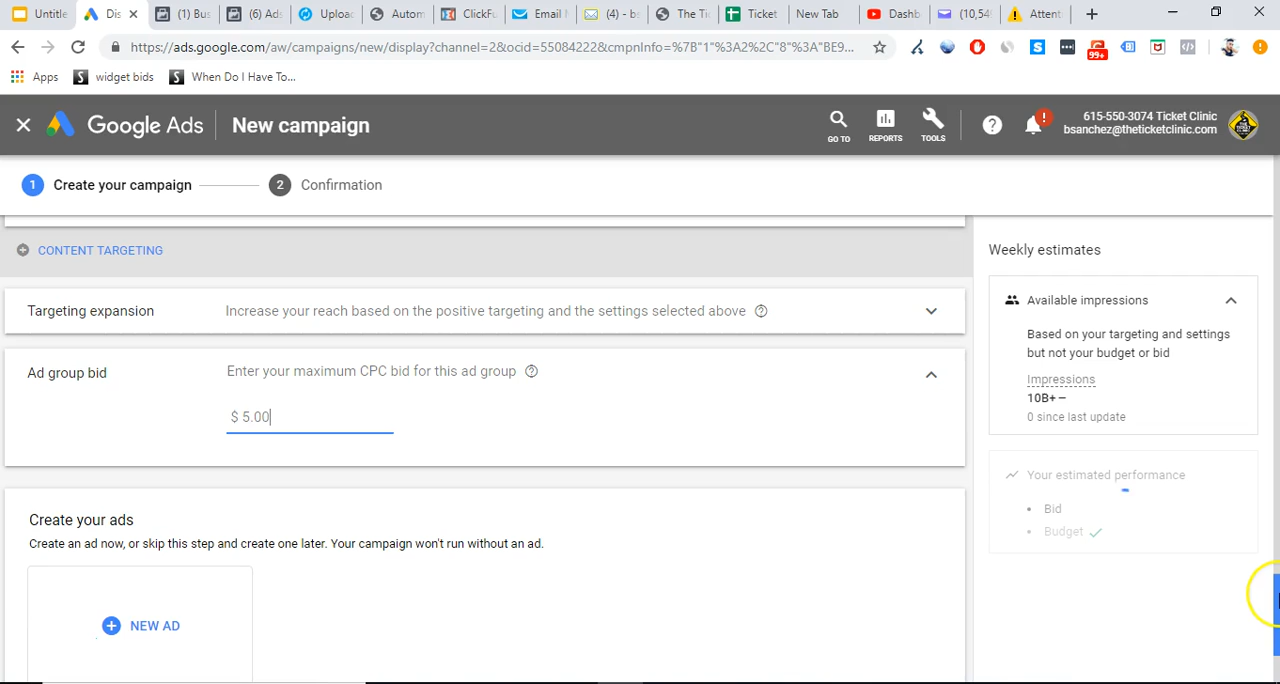 Untitle
Dis
(1) Bus
(6) Ads
Upload
Autom
ClickFu
Email M
(4) - bs
The Tic
Ticket
New Tab
Dashb
(10,54
Attent
https://ads.google.com/aw/campaigns/new/display?channel=2&ocid=55084222&cmpnInfo=%7B"1"%3A2%2C"8"%3A"BE9...
99+
Apps
widget bids
When Do I Have To...
Google Ads
New campaign
GO TO
REPORTS
TOOLS
615-550-3074 Ticket Clinic
bsanchez@theticketclinic.com
1 Create your campaign
2 Confirmation
CONTENT TARGETING
Weekly estimates
Targeting expansion
Increase your reach based on the positive targeting and the settings selected above
Available impressions
Based on your targeting and settings
but not your budget or bid
Impressions
10B+ –
0 since last update
Ad group bid
Enter your maximum CPC bid for this ad group
$ 5.00
Your estimated performance
• Bid
• Budget
Create your ads
Create an ad now, or skip this step and create one later. Your campaign won't run without an ad.
NEW AD